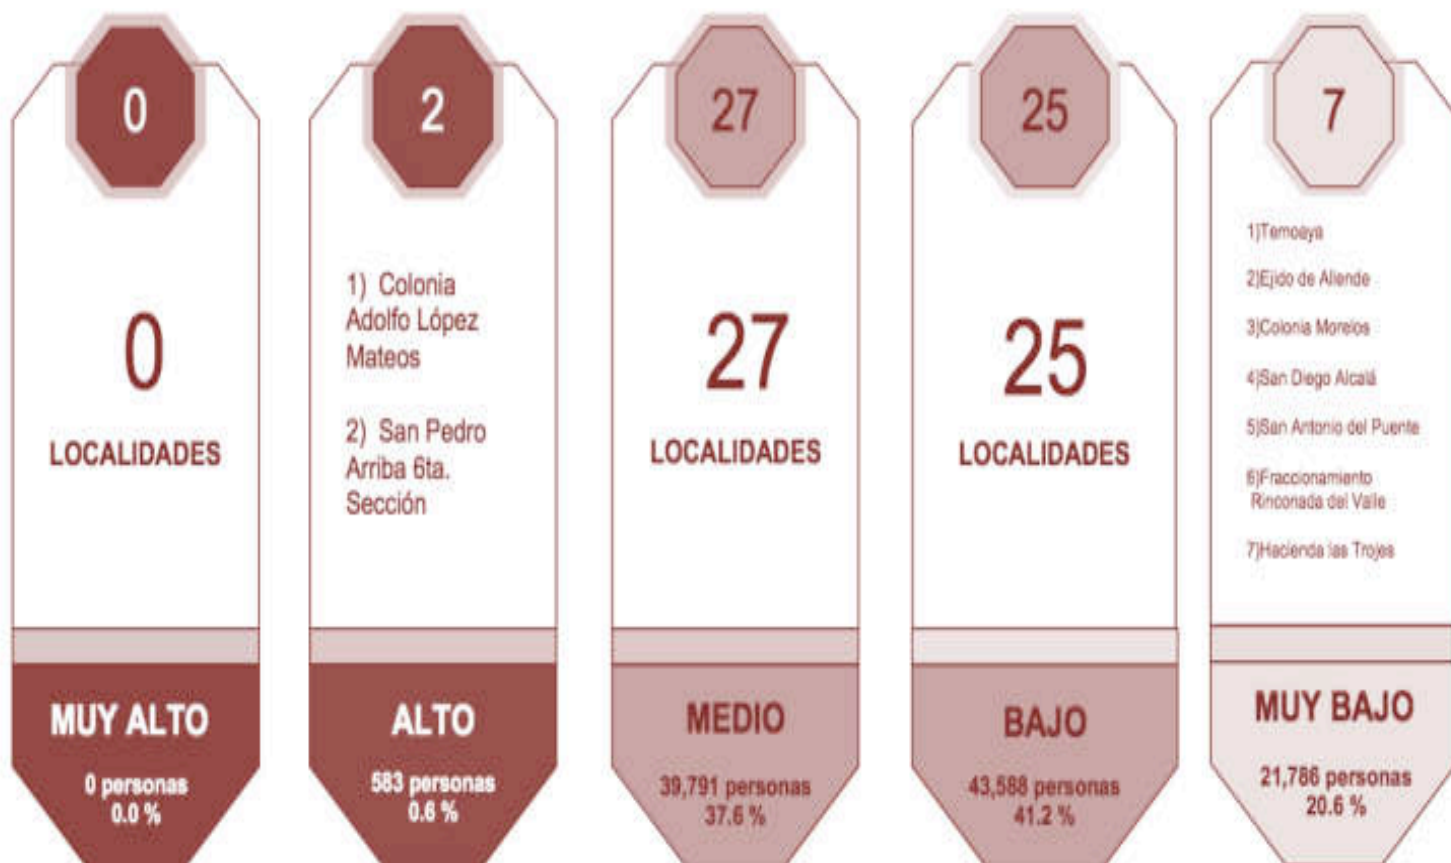 0
0
LOCALIDADES
MUY ALTO
0 personas
0.0 %
2
1) Colonia
Adolfo López
Mateos
2) San Pedro
Arriba 6ta.
Sección
ALTO
583 personas
0.6 %
27
27
LOCALIDADES
MEDIO
39,791 personas
37.6 %
25
25
LOCALIDADES
BAJO
43,588 personas
41.2 %
7
1)Temoaya
2)Ejido de Allende
3)Colonia Morelos
4)San Diego Alcalá
5)San Antonio del Puente
6)Fraccionamiento
Rinconada del Valle
7)Hacienda las Trojes
MUY BAJO
21,786 personas
20.6 %